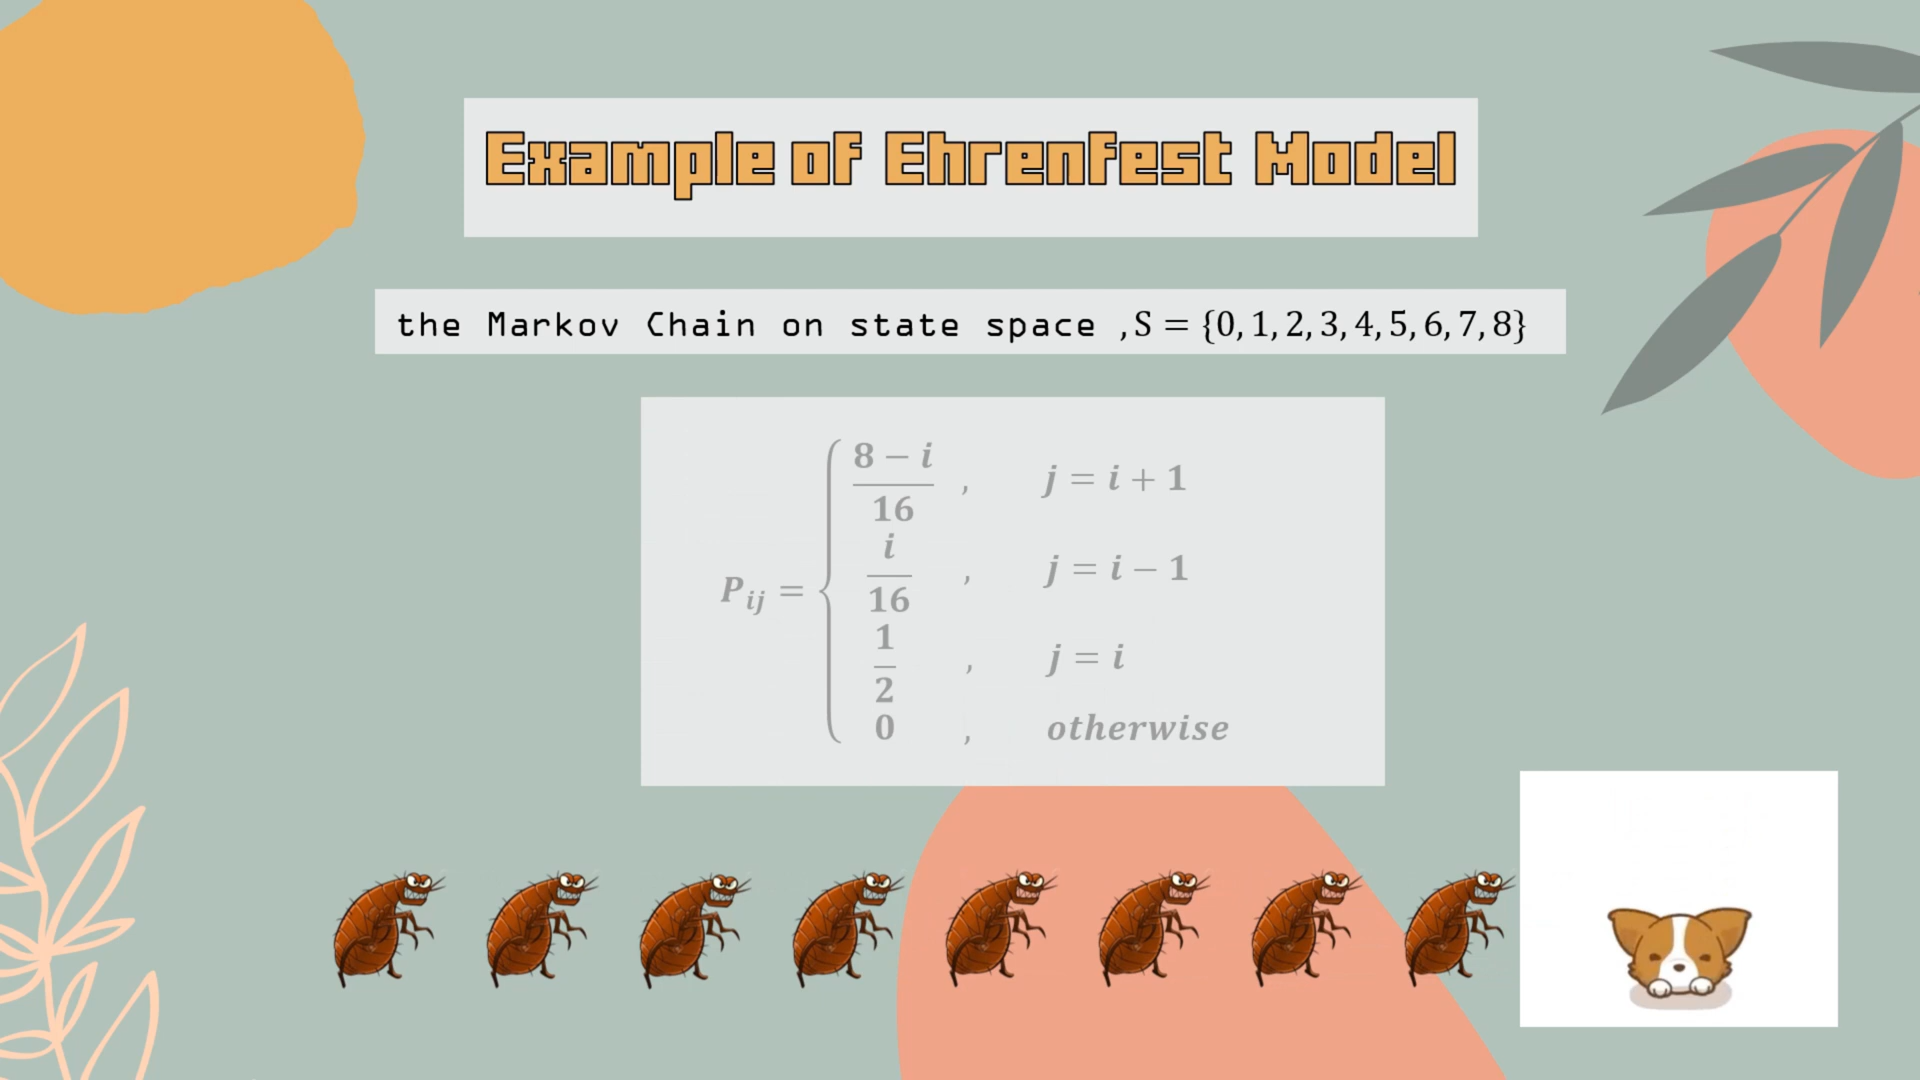 Example of Ehrenfest Model
the Markov Chain on state space ,S = {0, 1, 2, 3, 4, 5, 6, 7, 8}
8 − i
16
, j = i + 1
i
16
, j = i − 1
P_ij = {
1
2
, j = i
0 , otherwise